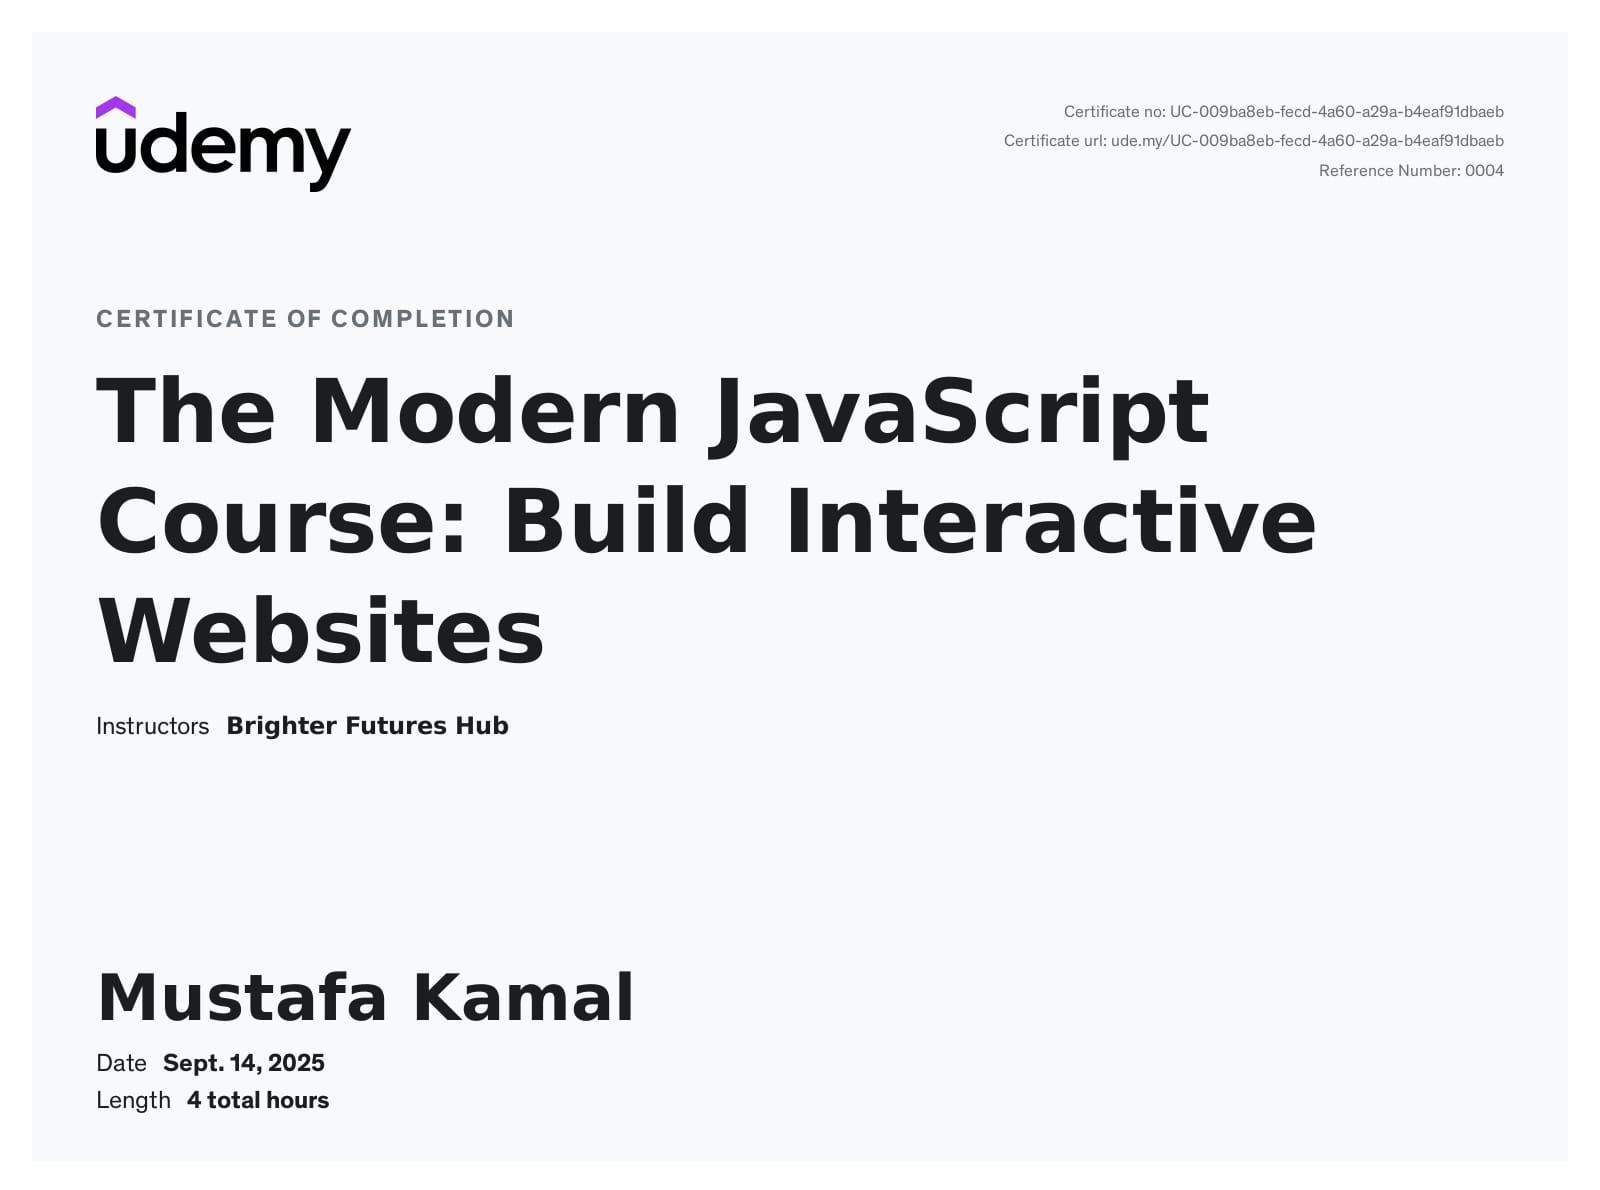 udemy
Certificate no: UC-009ba8eb-fecd-4a60-a29a-b4eaf91dbaeb
Certificate url: ude.my/UC-009ba8eb-fecd-4a60-a29a-b4eaf91dbaeb
Reference Number: 0004
CERTIFICATE OF COMPLETION
The Modern JavaScript
Course: Build Interactive
Websites
Instructors Brighter Futures Hub
Mustafa Kamal
Date Sept. 14, 2025
Length 4 total hours